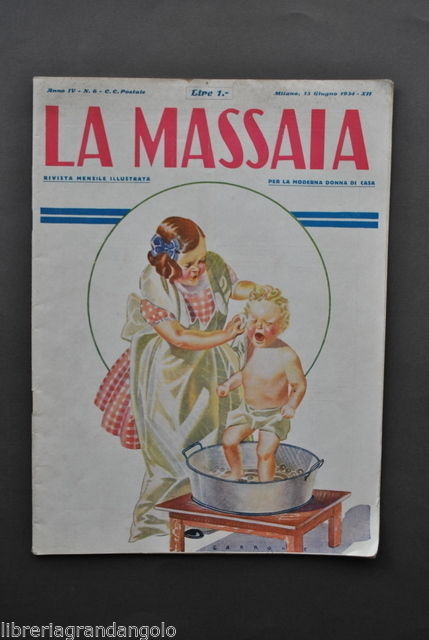 Anno IV - N. 6 - C. C. Postale
Lire 1.-
Milano, 15 Giugno 1934 - XII
LA MASSAIA
RIVISTA MENSILE ILLUSTRATA
PER LA MODERNA DONNA DI CASA
libreriagrandangolo